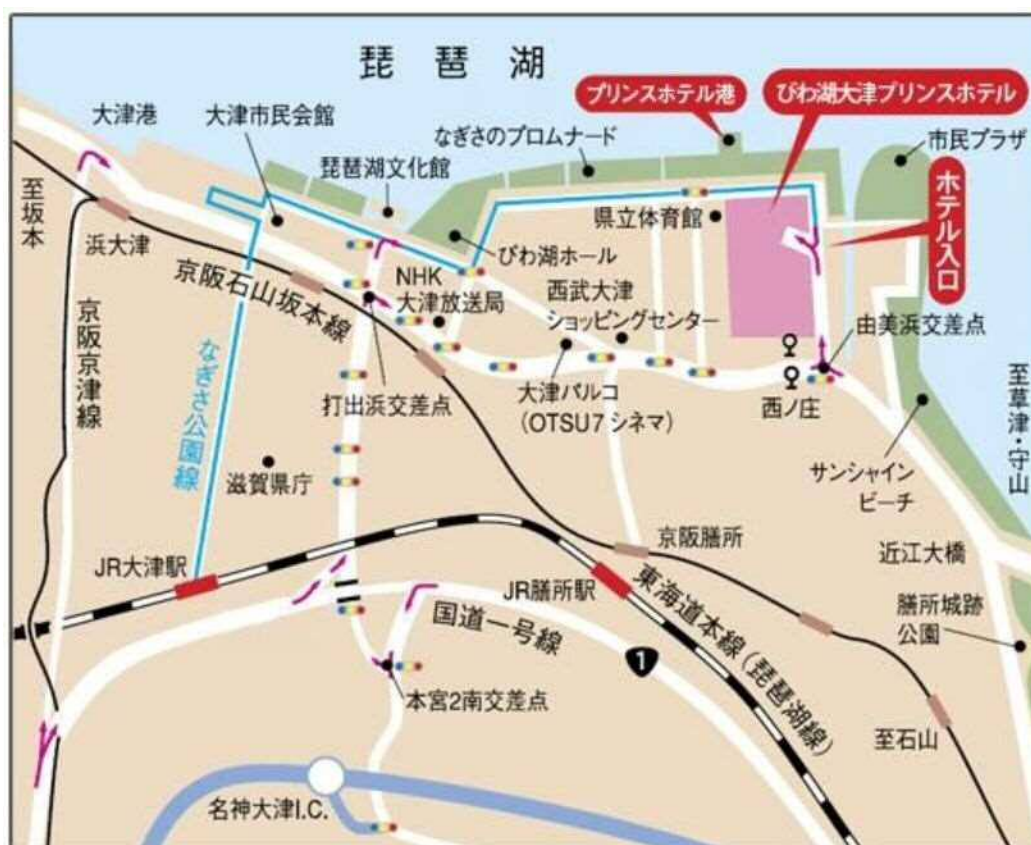 琵琶湖
プリンスホテル港
びわ湖大津プリンスホテル
大津港
大津市民会館
なぎさのプロムナード
市民プラザ
琵琶湖文化館
ホテル入口
至坂本
県立体育館
浜大津
びわ湖ホール
京阪石山坂本線
NHK
大津放送局
西武大津
ショッピングセンター
由美浜交差点
京阪京津線
なぎさ公園線
打出浜交差点
大津パルコ
(OTSU7シネマ)
西ノ庄
至草津・守山
滋賀県庁
サンシャイン
ビーチ
京阪膳所
近江大橋
JR大津駅
JR膳所駅
東海道本線(琵琶湖線)
国道一号線
膳所城跡
公園
1
本宮2南交差点
至石山
名神大津I.C.